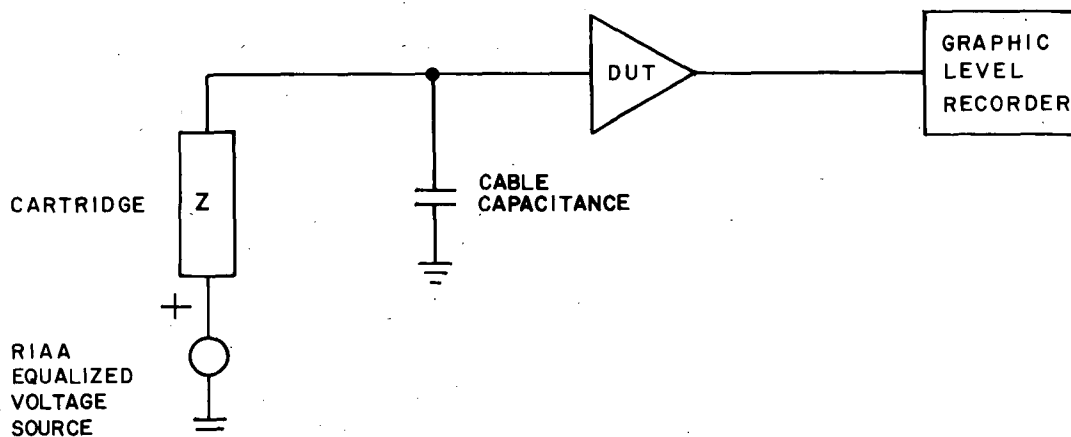 GRAPHIC
LEVEL
RECORDER
DUT
CABLE
CAPACITANCE
CARTRIDGE
Z
+
RIAA
EQUALIZED
VOLTAGE
SOURCE